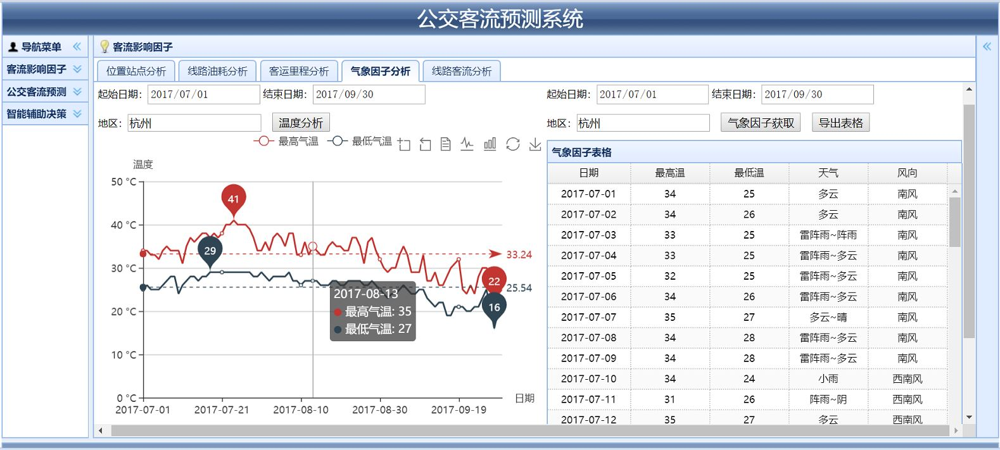 公交客流预测系统
导航菜单
客流影响因子
公交客流预测
智能辅助决策
客流影响因子
位置站点分析 线路油耗分析 客运里程分析 气象因子分析 线路客流分析
起始日期: 2017/07/01 结束日期: 2017/09/30
地区: 杭州 温度分析
最高气温 最低气温
温度
50 °C
40 °C
30 °C
20 °C
10 °C
0 °C
41
29
33.24
22
25.54
16
2017-08-13
最高气温: 35
最低气温: 27
日期
2017-07-01 2017-07-21 2017-08-10 2017-08-30 2017-09-19
起始日期: 2017/07/01 结束日期: 2017/09/30
地区: 杭州 气象因子获取 导出表格
气象因子表格
日期 最高温 最低温 天气 风向
2017-07-01 34 25 多云 南风
2017-07-02 34 26 多云 南风
2017-07-03 33 25 雷阵雨~阵雨 南风
2017-07-04 33 25 雷阵雨~多云 南风
2017-07-05 32 25 雷阵雨~多云 南风
2017-07-06 34 26 雷阵雨~多云 南风
2017-07-07 35 27 多云~晴 南风
2017-07-08 34 28 雷阵雨~多云 南风
2017-07-09 34 28 雷阵雨~多云 南风
2017-07-10 34 24 小雨 西南风
2017-07-11 31 26 阵雨~阴 西南风
2017-07-12 35 27 多云 西南风